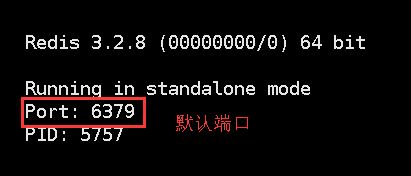 Redis 3.2.8 (00000000/0) 64 bit
Running in standalone mode
Port: 6379
默认端口
PID: 5757